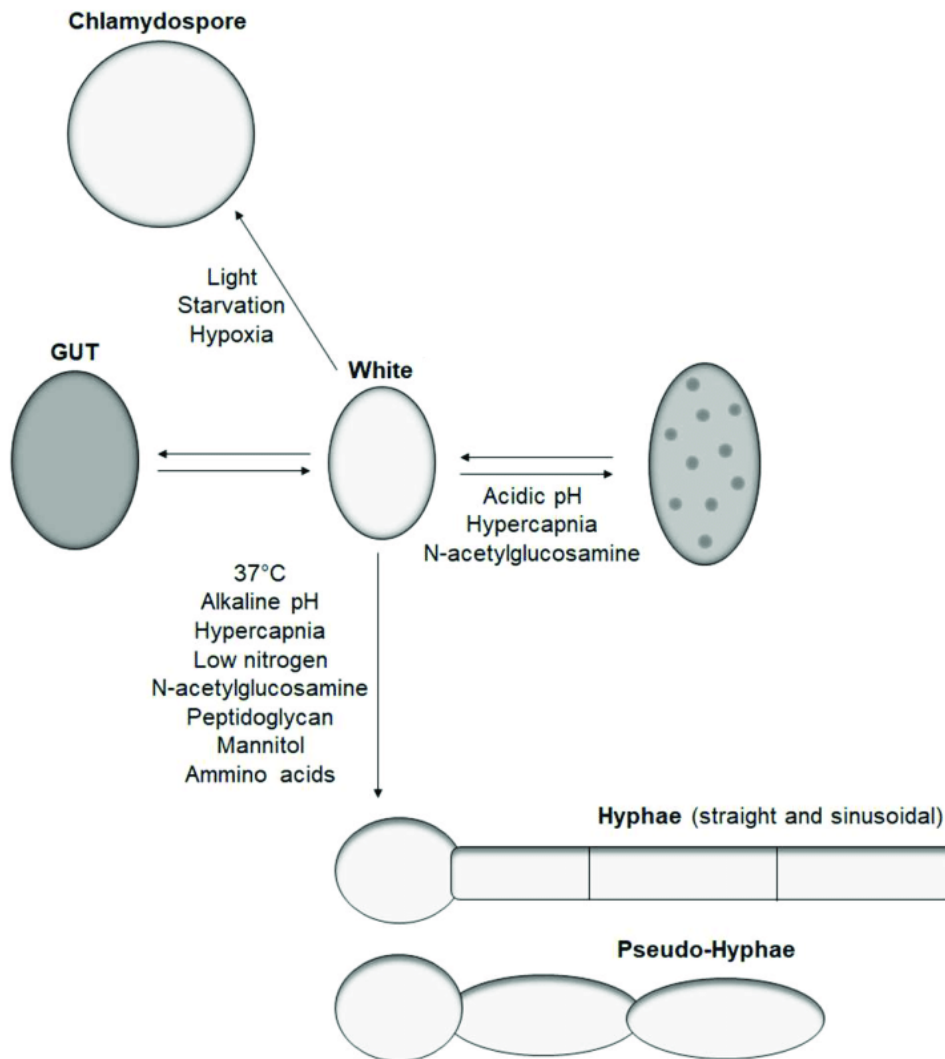 Chlamydospore
Light
Starvation
Hypoxia
GUT
White
Acidic pH
Hypercapnia
N-acetylglucosamine
37°C
Alkaline pH
Hypercapnia
Low nitrogen
N-acetylglucosamine
Peptidoglycan
Mannitol
Ammino acids
Hyphae (straight and sinusoidal)
Pseudo-Hyphae